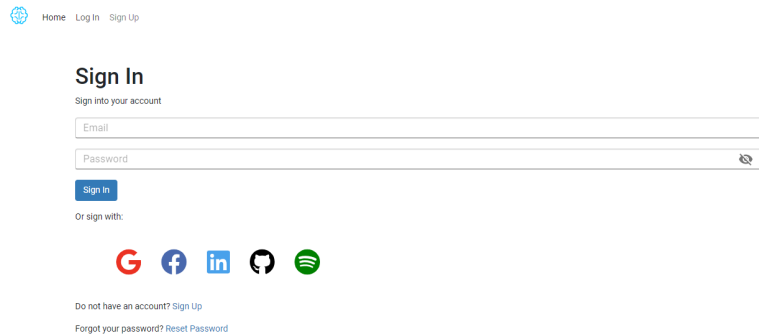 Home Log In Sign Up
Sign In
Sign into your account
Email
Password
Sign In
Or sign with:
Do not have an account? Sign Up
Forgot your password? Reset Password